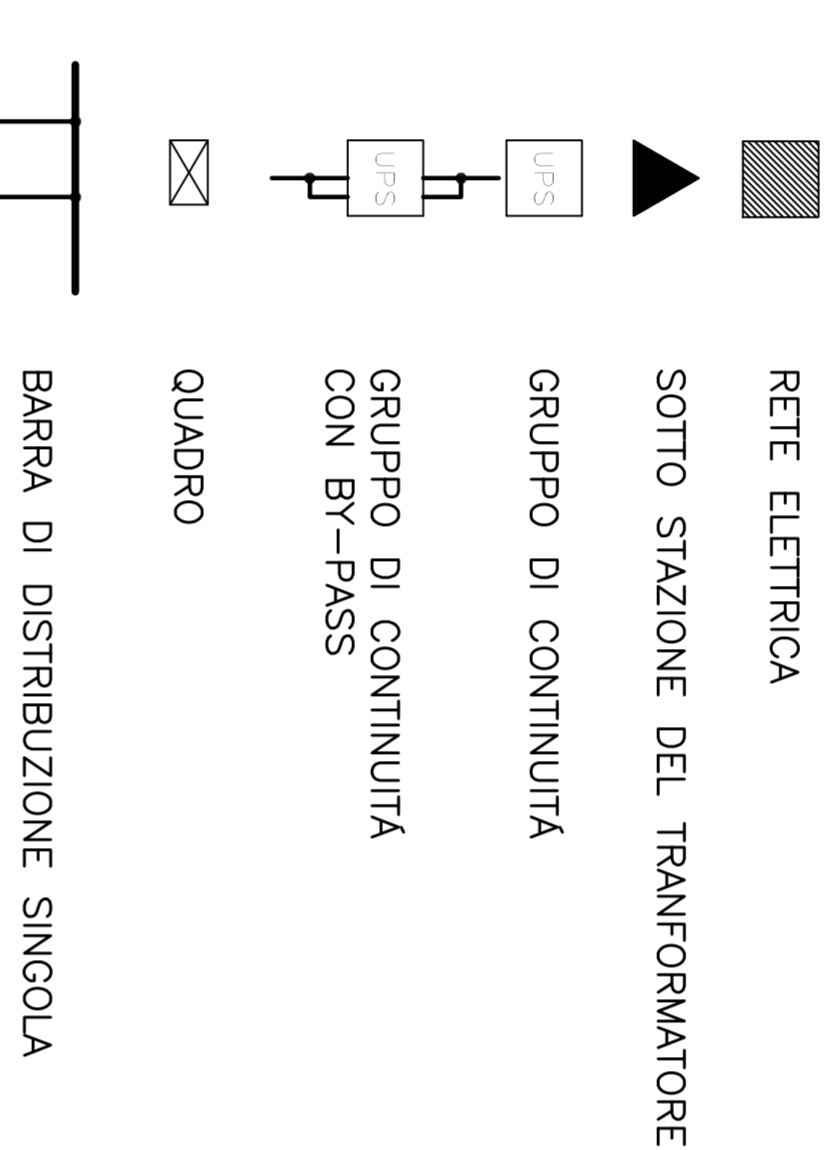 RETE ELETTRICA
SOTTO STAZIONE DEL TRANFORMATORE
UPS
GRUPPO DI CONTINUITÁ
UPS
GRUPPO DI CONTINUITÁ
CON BY-PASS
QUADRO
BARRA DI DISTRIBUZIONE SINGOLA